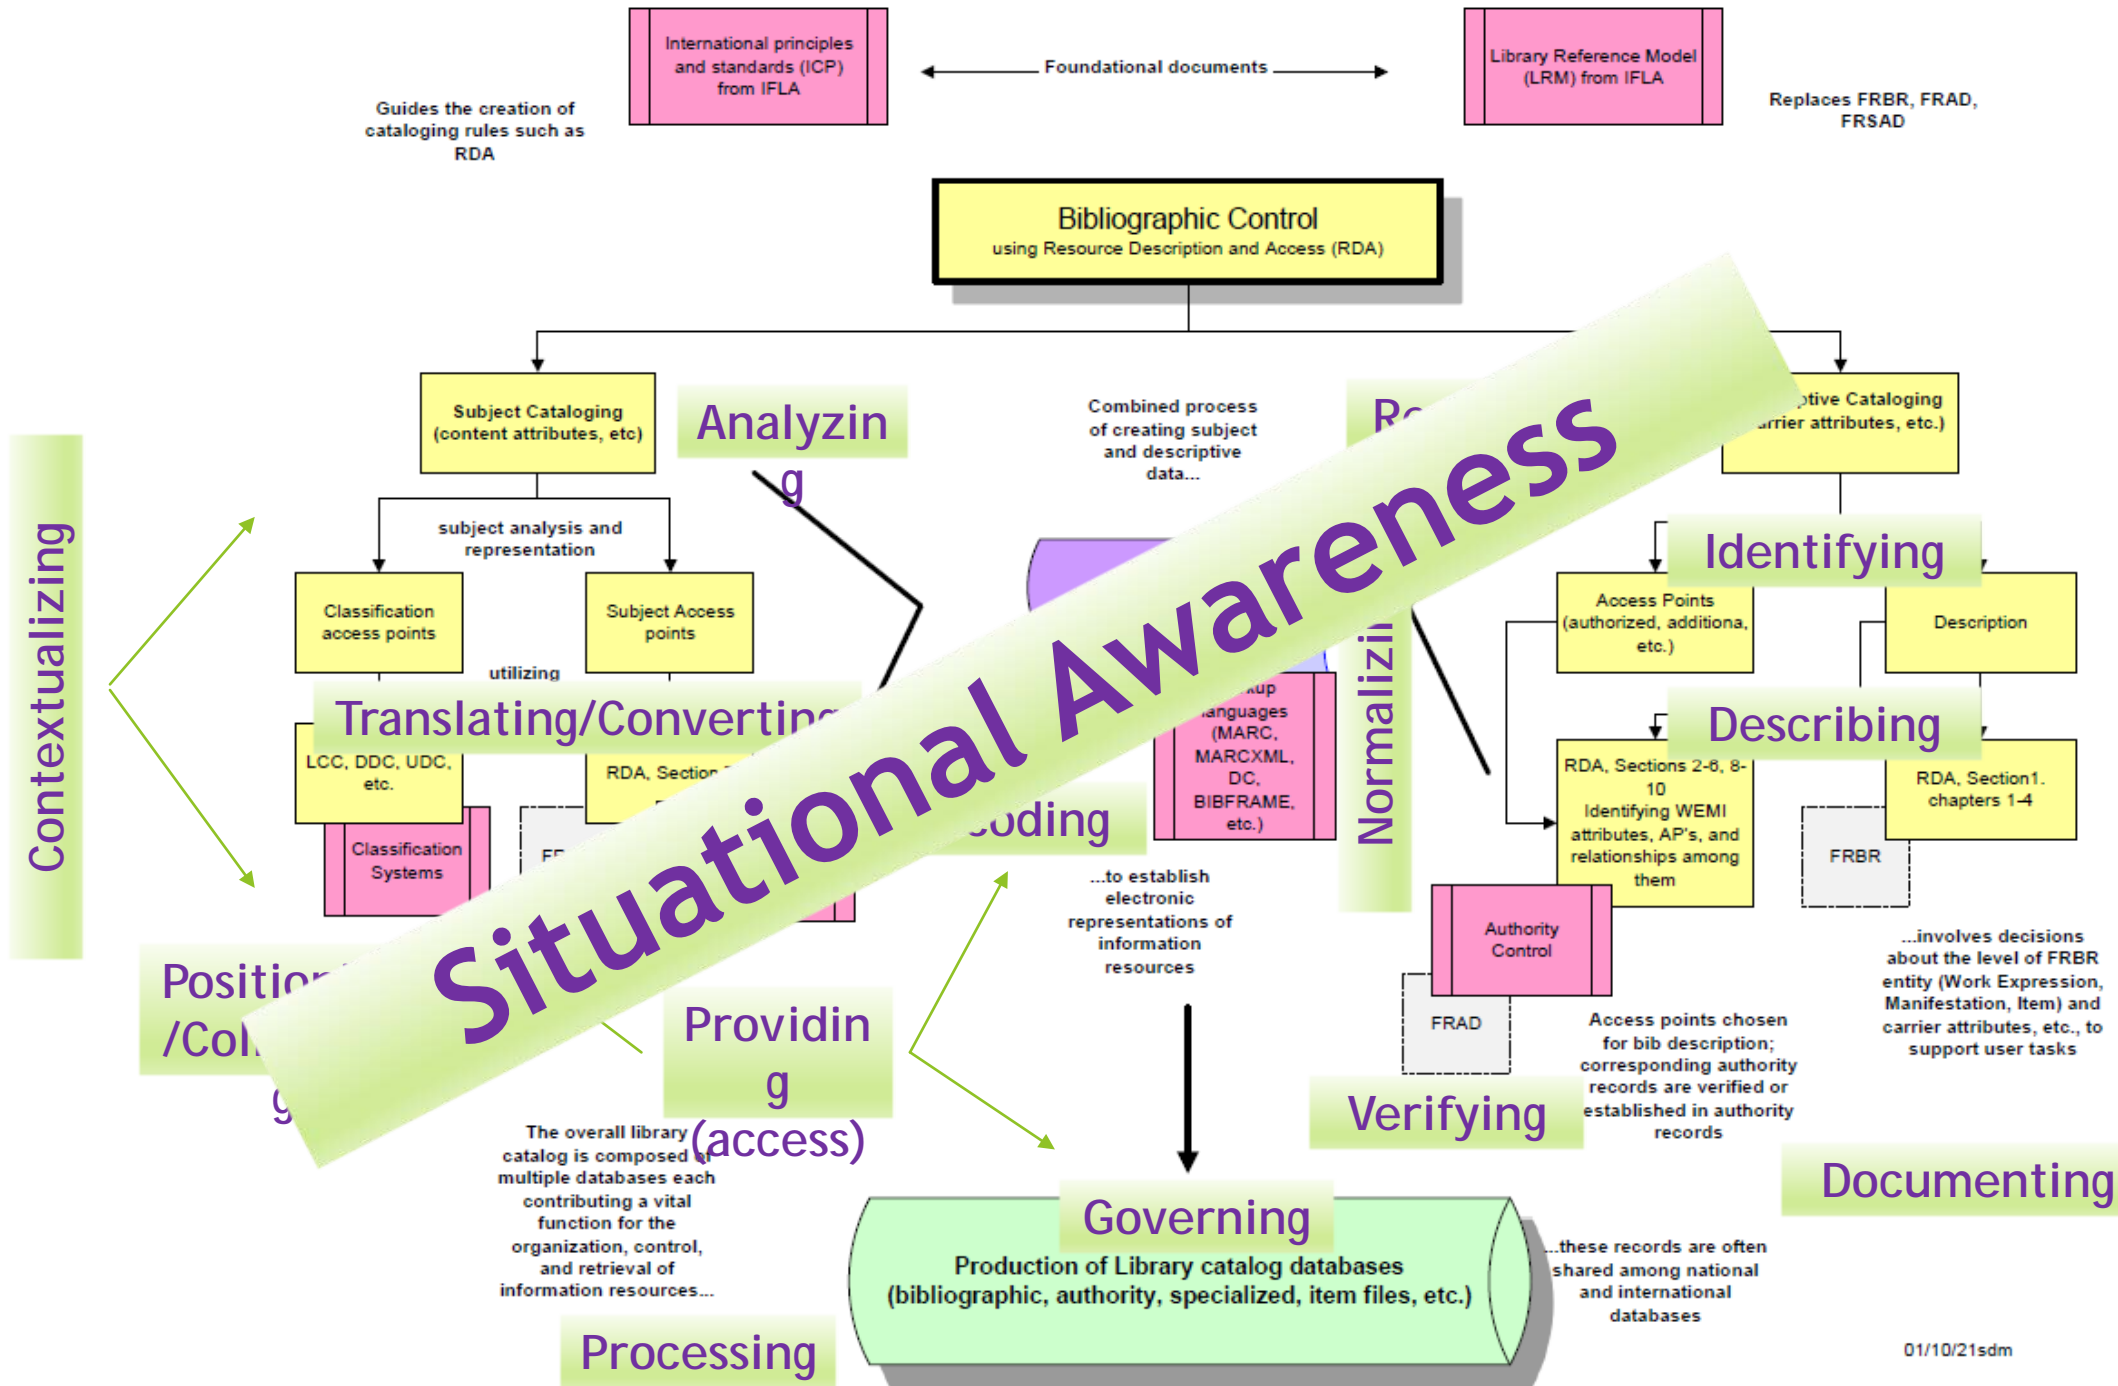 International principles
and standards (ICP)
from IFLA
Foundational documents
Library Reference Model
(LRM) from IFLA
Guides the creation of
cataloging rules such as
RDA
Replaces FRBR, FRAD,
FRSAD
Bibliographic Control
using Resource Description and Access (RDA)
Subject Cataloging
(content attributes, etc)
Analyzin
g
Combined process
of creating subject
and descriptive
data...
Cataloging
attributes, etc.)
Contextualizing
subject analysis and
representation
Identifying
Classification
access points
Subject Access
points
Access Points
(authorized, additiona,
etc.)
Description
utilizing
Translating/Converting
Situational Awareness
languages
(MARC,
MARCXML,
DC,
BIBFRAME,
etc.)
Describing
LCC, DDC, UDC,
etc.
RDA, Section
RDA, Sections 2-6, 8-
10
Identifying WEMI
attributes, AP's, and
relationships among
them
RDA, Section1.
chapters 1-4
Classification
Systems
FRBR
...to establish
electronic
representations of
information
resources
Authority
Control
...involves decisions
about the level of FRBR
entity (Work Expression,
Manifestation, Item) and
carrier attributes, etc., to
support user tasks
FRAD
Providin
g
(access)
Access points chosen
for bib description;
corresponding authority
records are verified or
established in authority
records
Verifying
The overall library
catalog is composed of
multiple databases each
contributing a vital
function for the
organization, control,
and retrieval of
information resources...
Documenting
Governing
Production of Library catalog databases
(bibliographic, authority, specialized, item files, etc.)
...these records are often
shared among national
and international
databases
Processing
01/10/21sdm